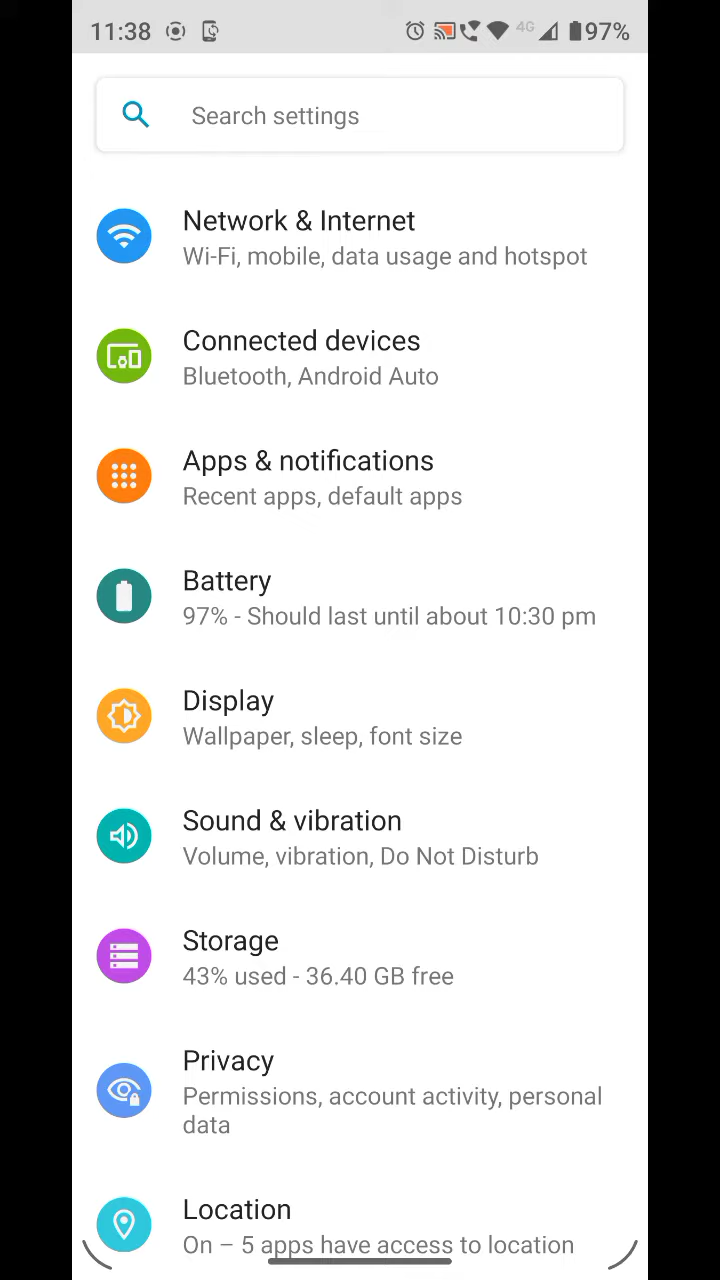 11:38 4G 97%
Search settings
Network & Internet
Wi-Fi, mobile, data usage and hotspot
Connected devices
Bluetooth, Android Auto
Apps & notifications
Recent apps, default apps
Battery
97% - Should last until about 10:30 pm
Display
Wallpaper, sleep, font size
Sound & vibration
Volume, vibration, Do Not Disturb
Storage
43% used - 36.40 GB free
Privacy
Permissions, account activity, personal
data
Location
On – 5 apps have access to location